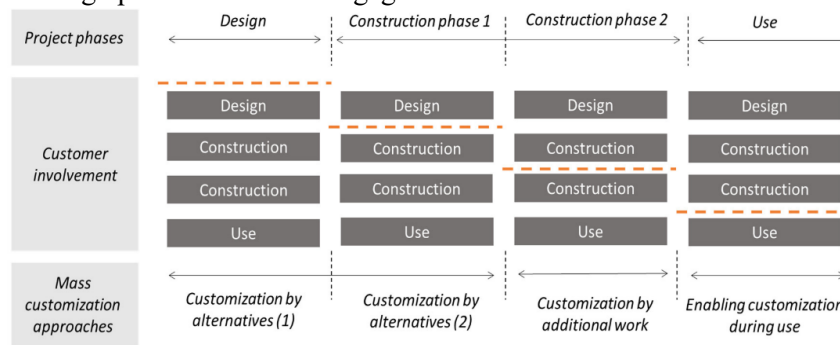 Project phases
Design
Construction phase 1
Construction phase 2
Use
Customer
involvement
Design
Design
Design
Design
Construction
Construction
Construction
Construction
Construction
Construction
Construction
Construction
Use
Use
Use
Use
Mass
customization
approaches
Customization by
alternatives (1)
Customization by
alternatives (2)
Customization by
additional work
Enabling customization
during use